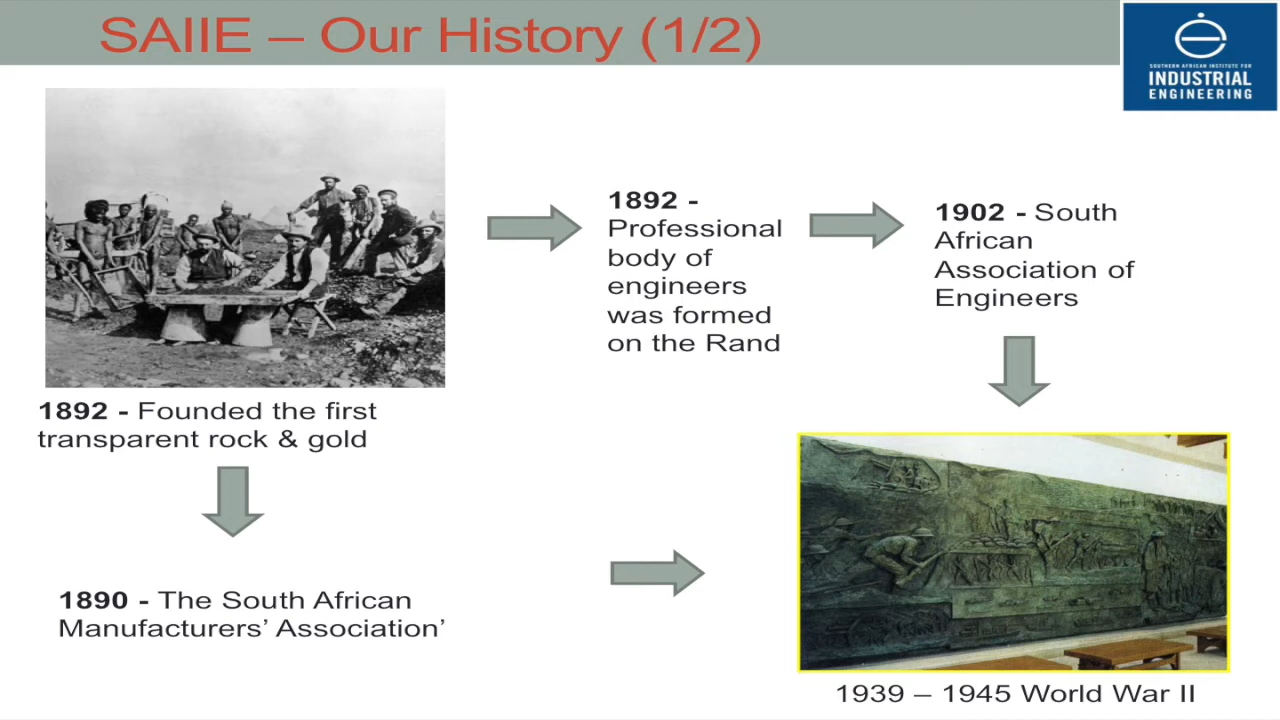 SAIIE – Our History (1/2)
SOUTHERN AFRICAN INSTITUTE FOR
INDUSTRIAL
ENGINEERING
1892 -
Professional
body of
engineers
was formed
on the Rand
1902 - South
African
Association of
Engineers
1892 - Founded the first
transparent rock & gold
1890 - The South African
Manufacturers’ Association’
1939 – 1945 World War II